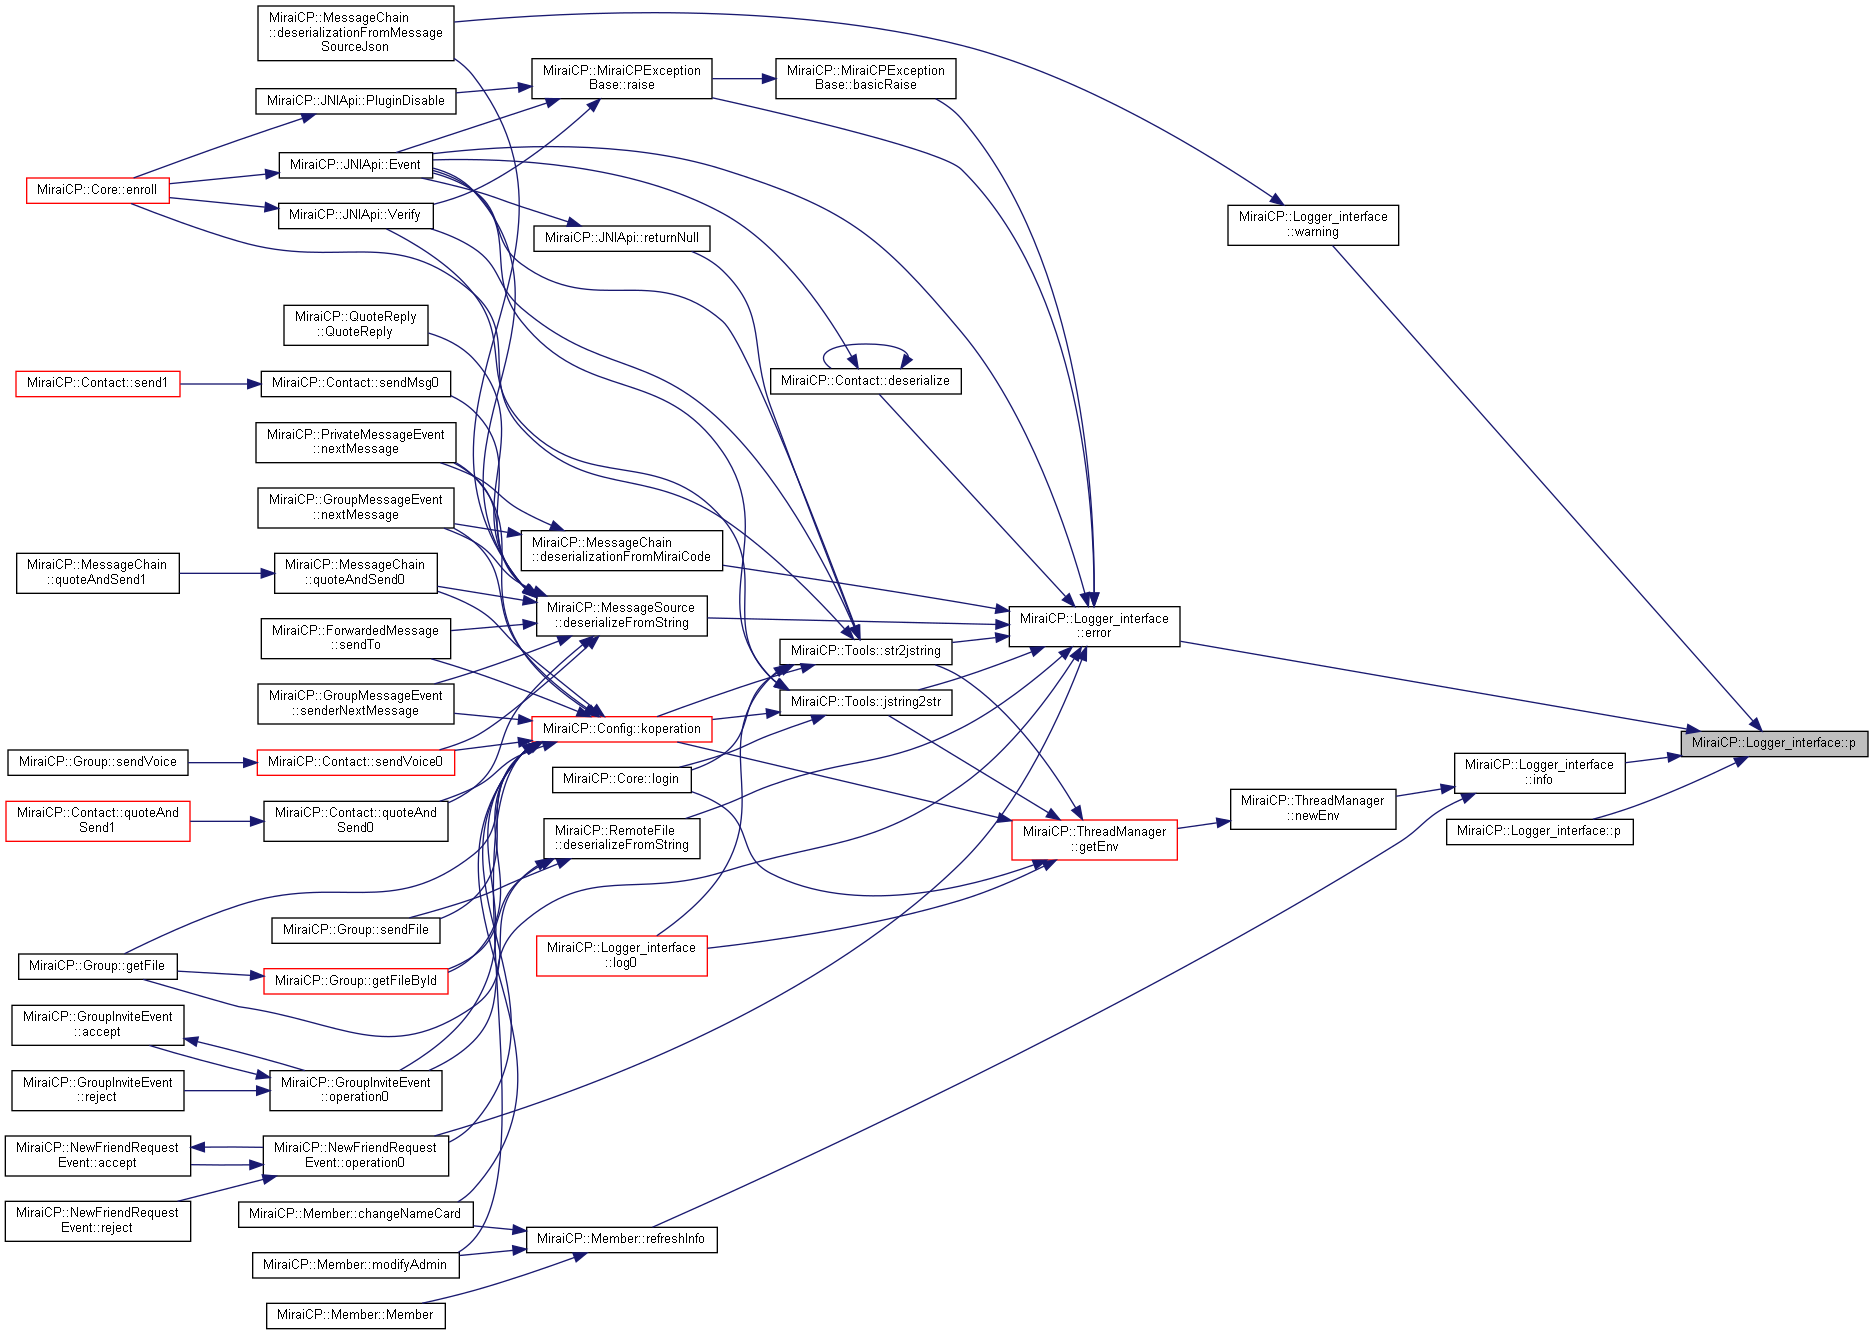 MiraiCP::MessageChain
::deserializationFromMessage
SourceJson
MiraiCP::MiraiCPException
Base::raise
MiraiCP::MiraiCPException
Base::basicRaise
MiraiCP::JNIApi::PluginDisable
MiraiCP::JNIApi::Event
MiraiCP::Core::enroll
MiraiCP::JNIApi::Verify
MiraiCP::JNIApi::returnNull
MiraiCP::Logger_interface
::warning
MiraiCP::QuoteReply
::QuoteReply
MiraiCP::Contact::send1
MiraiCP::Contact::sendMsg0
MiraiCP::Contact::deserialize
MiraiCP::PrivateMessageEvent
::nextMessage
MiraiCP::GroupMessageEvent
::nextMessage
MiraiCP::MessageChain
::deserializationFromMiraiCode
MiraiCP::MessageChain
::quoteAndSend1
MiraiCP::MessageChain
::quoteAndSend0
MiraiCP::MessageSource
::deserializeFromString
MiraiCP::Logger_interface
::error
MiraiCP::ForwardedMessage
::sendTo
MiraiCP::Tools::str2jstring
MiraiCP::GroupMessageEvent
::senderNextMessage
MiraiCP::Tools::jstring2str
MiraiCP::Config::koperation
MiraiCP::Logger_interface::p
MiraiCP::Group::sendVoice
MiraiCP::Contact::sendVoice0
MiraiCP::Core::login
MiraiCP::Logger_interface
::info
MiraiCP::Contact::quoteAnd
Send1
MiraiCP::Contact::quoteAnd
Send0
MiraiCP::RemoteFile
::deserializeFromString
MiraiCP::ThreadManager
::getEnv
MiraiCP::ThreadManager
::newEnv
MiraiCP::Logger_interface::p
MiraiCP::Group::sendFile
MiraiCP::Logger_interface
::log0
MiraiCP::Group::getFile
MiraiCP::Group::getFileById
MiraiCP::GroupInviteEvent
::accept
MiraiCP::GroupInviteEvent
::reject
MiraiCP::GroupInviteEvent
::operation0
MiraiCP::NewFriendRequest
Event::accept
MiraiCP::NewFriendRequest
Event::operation0
MiraiCP::NewFriendRequest
Event::reject
MiraiCP::Member::changeNameCard
MiraiCP::Member::refreshInfo
MiraiCP::Member::modifyAdmin
MiraiCP::Member::Member